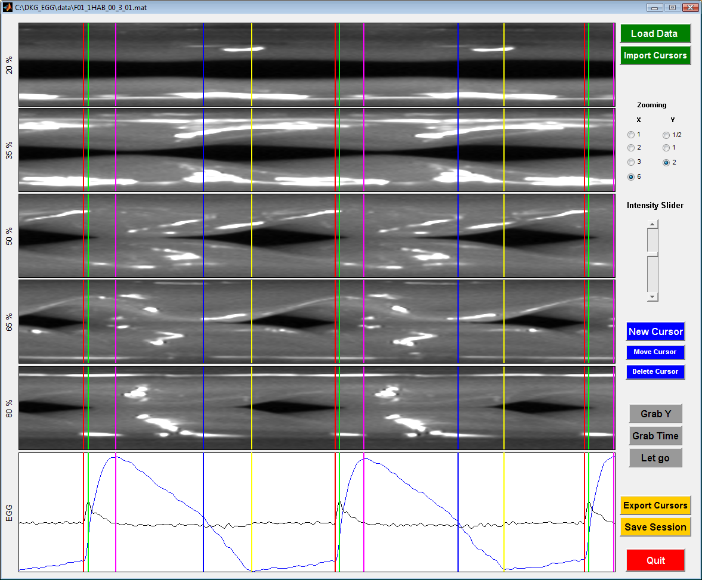 C:\DKG_EGG\data\F01_1HAB_00_3_01.mat
Load Data
Import Cursors
20 %
35 %
50 %
65 %
80 %
EGG
Zooming
X Y
1 1/2
2 1
3 2
6
Intensity Slider
New Cursor
Move Cursor
Delete Cursor
Grab Y
Grab Time
Let go
Export Cursors
Save Session
Quit